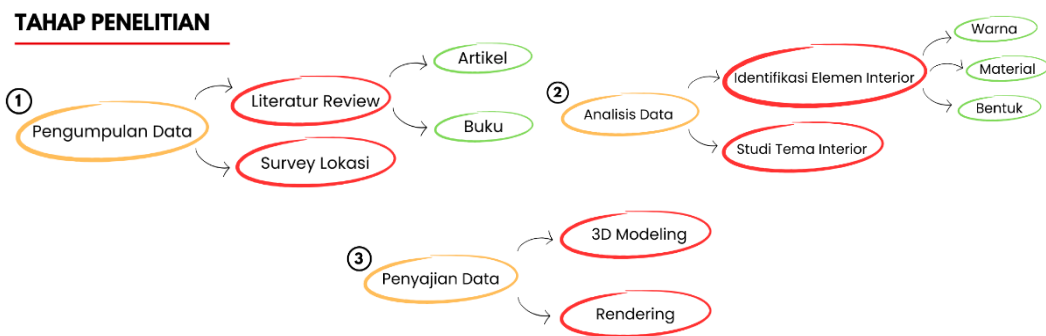 TAHAP PENELITIAN
1
Pengumpulan Data
Literatur Review
Artikel
Buku
Survey Lokasi
2
Analisis Data
Identifikasi Elemen Interior
Warna
Material
Bentuk
Studi Tema Interior
3
Penyajian Data
3D Modeling
Rendering